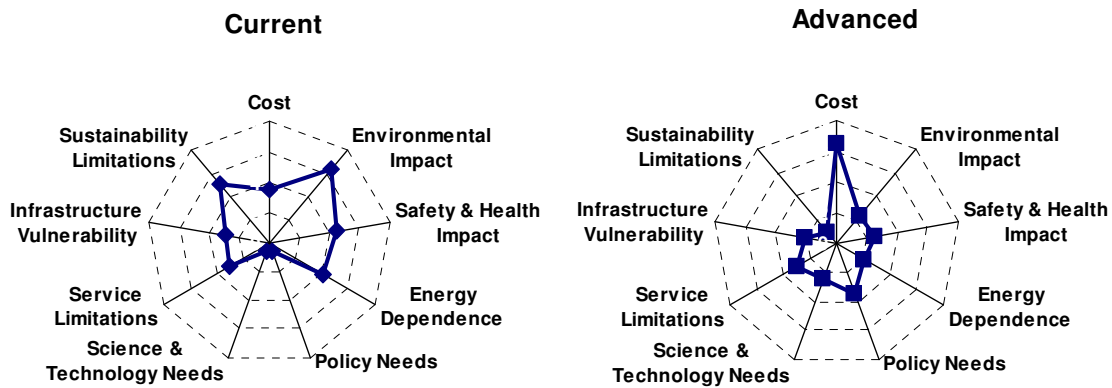 Current
Cost
Environmental
Impact
Safety & Health
Impact
Energy
Dependence
Policy Needs
Science &
Technology Needs
Service
Limitations
Infrastructure
Vulnerability
Sustainability
Limitations
Advanced
Cost
Environmental
Impact
Safety & Health
Impact
Energy
Dependence
Policy Needs
Science &
Technology Needs
Service
Limitations
Infrastructure
Vulnerability
Sustainability
Limitations